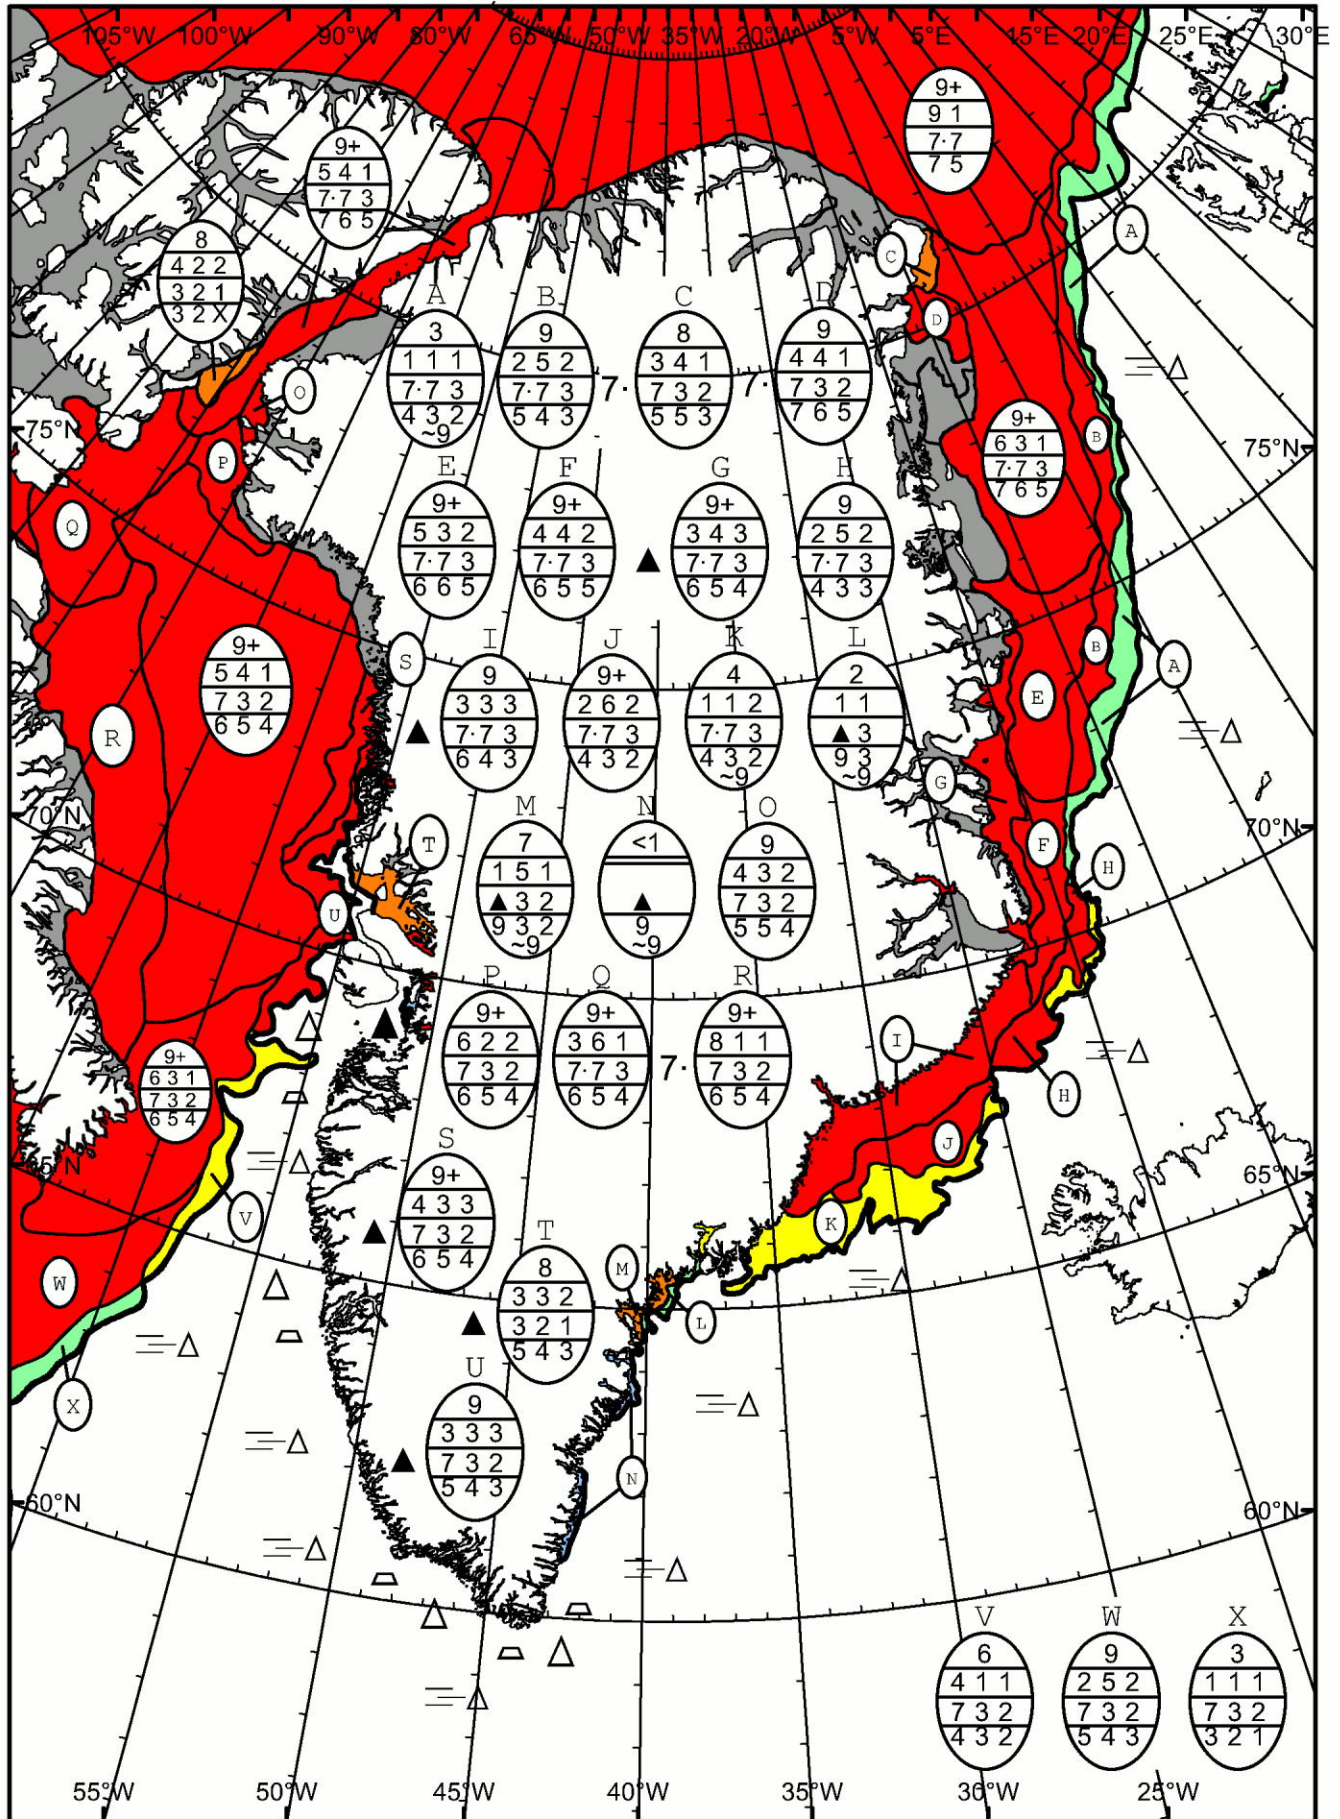 105°W 100°W 90°W 80°W 65°W 50°W 35°W 20°W 5°W 5°E 15°E 20°E 25°E 30°E
9+
9 1
7·7
7 5
9+
5 4 1
7·7 3
7 6 5
A
8
4 2 2
3 2 1
3 2 X
C
A
3
1 1 1
7·7 3
4 3 2
~9
B
9
2 5 2
7·7 3
5 4 3
C
8
3 4 1
7· 7 3 2
5 5 3
D
9
4 4 1
7· 7 3 2
7 6 5
D
O
75°N
P
9+
6 3 1
7·7 3
7 6 5
B
75°N
Q
E
9+
5 3 2
7·7 3
6 6 5
F
9+
4 4 2
7·7 3
6 5 5
G
9+
3 4 3
▲ 7·7 3
6 5 4
H
9
2 5 2
7·7 3
4 3 3
9+
5 4 1
7 3 2
6 5 4
S
R
I
9
3 3 3
▲ 7·7 3
6 4 3
J
9+
2 6 2
7·7 3
4 3 2
K
4
1 1 2
7·7 3
4 3 2
~9
L
2
1 1
▲ 3
9 3
~9
B
A
E
G
70°N
T
M
7
1 5 1
▲ 3 2
9 3 2
~9
N
<1
▲
9
~9
O
9
4 3 2
7 3 2
5 5 4
F
H
70°N
U
P
9+
6 2 2
7 3 2
6 5 4
Q
9+
3 6 1
7·7 3
6 5 4
R
9+
8 1 1
7· 7 3 2
6 5 4
I
H
9+
6 3 1
7 3 2
6 5 4
J
65°N
65°N
S
9+
4 3 3
▲ 7 3 2
6 5 4
V
K
T
8
3 3 2
▲ 3 2 1
5 4 3
M
L
W
X
U
9
3 3 3
▲ 7 3 2
5 4 3
N
60°N
60°N
V
6
4 1 1
7 3 2
4 3 2
W
9
2 5 2
7 3 2
5 4 3
X
3
1 1 1
7 3 2
3 2 1
55°W 50°W 45°W 40°W 35°W 30°W 25°W